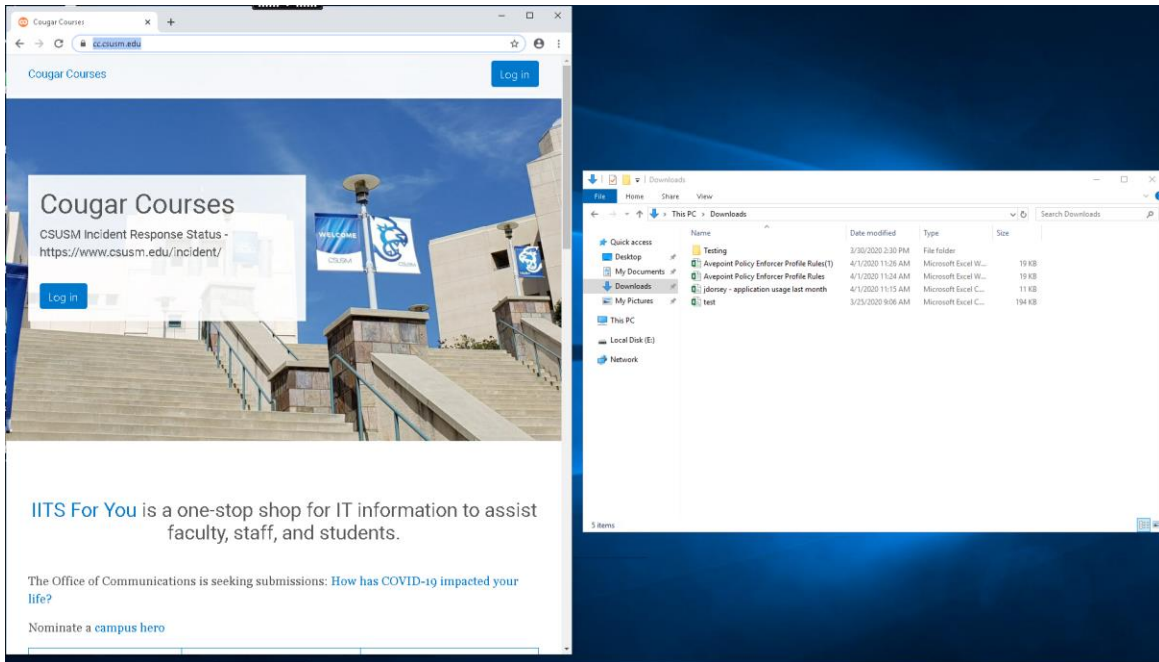 Cougar Courses
cc.csusm.edu
Cougar Courses
Log in
WELCOME
CSUSM
Cougar Courses
CSUSM Incident Response Status -
https://www.csusm.edu/incident/
Log in
IITS For You is a one-stop shop for IT information to assist
faculty, staff, and students.
The Office of Communications is seeking submissions: How has COVID-19 impacted your
life?
Nominate a campus hero
Downloads
File Home Share View
This PC > Downloads
Search Downloads
Name Date modified Type Size
Quick access
Desktop
My Documents
Downloads
My Pictures
This PC
Local Disk (E:)
Network
Testing 3/30/2020 2:30 PM File folder
Avepoint Policy Enforcer Profile Rules(1) 4/1/2020 11:26 AM Microsoft Excel W... 19 KB
Avepoint Policy Enforcer Profile Rules 4/1/2020 11:24 AM Microsoft Excel W... 19 KB
jdorsey - application usage last month 4/1/2020 11:15 AM Microsoft Excel C... 11 KB
test 3/25/2020 9:06 AM Microsoft Excel C... 194 KB
5 items